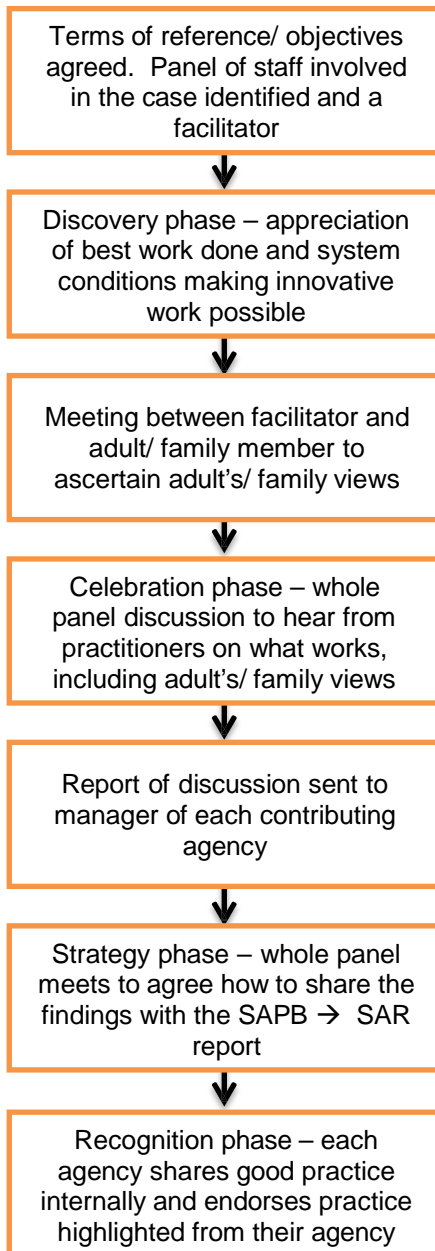 Terms of reference/ objectives
agreed.  Panel of staff involved
in the case identified and a
facilitator
Discovery phase – appreciation
of best work done and system
conditions making innovative
work possible
Meeting between facilitator and
adult/ family member to
ascertain adult’s/ family views
Celebration phase – whole
panel discussion to hear from
practitioners on what works,
including adult’s/ family views
Report of discussion sent to
manager of each contributing
agency
Strategy phase – whole panel
meets to agree how to share the
findings with the SAPB → SAR
report
Recognition phase – each
agency shares good practice
internally and endorses practice
highlighted from their agency